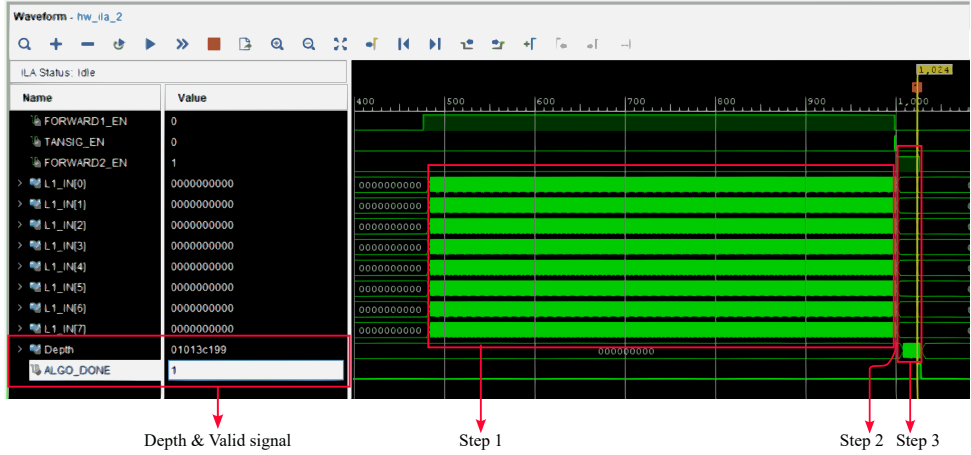 Waveform - hw_ila_2
ILA Status: Idle
1,024
Name Value
400 500 600 700 800 900 1,000
FORWARD1_EN 0
TANSIG_EN 0
FORWARD2_EN 1
L1_IN[0] 0000000000 0000000000
L1_IN[1] 0000000000 0000000000
L1_IN[2] 0000000000 0000000000
L1_IN[3] 0000000000 0000000000
L1_IN[4] 0000000000 0000000000
L1_IN[5] 0000000000 0000000000
L1_IN[6] 0000000000 0000000000
L1_IN[7] 0000000000 0000000000
Depth 01013c199 000000000
ALGO_DONE 1
Depth & Valid signal Step 1 Step 2 Step 3